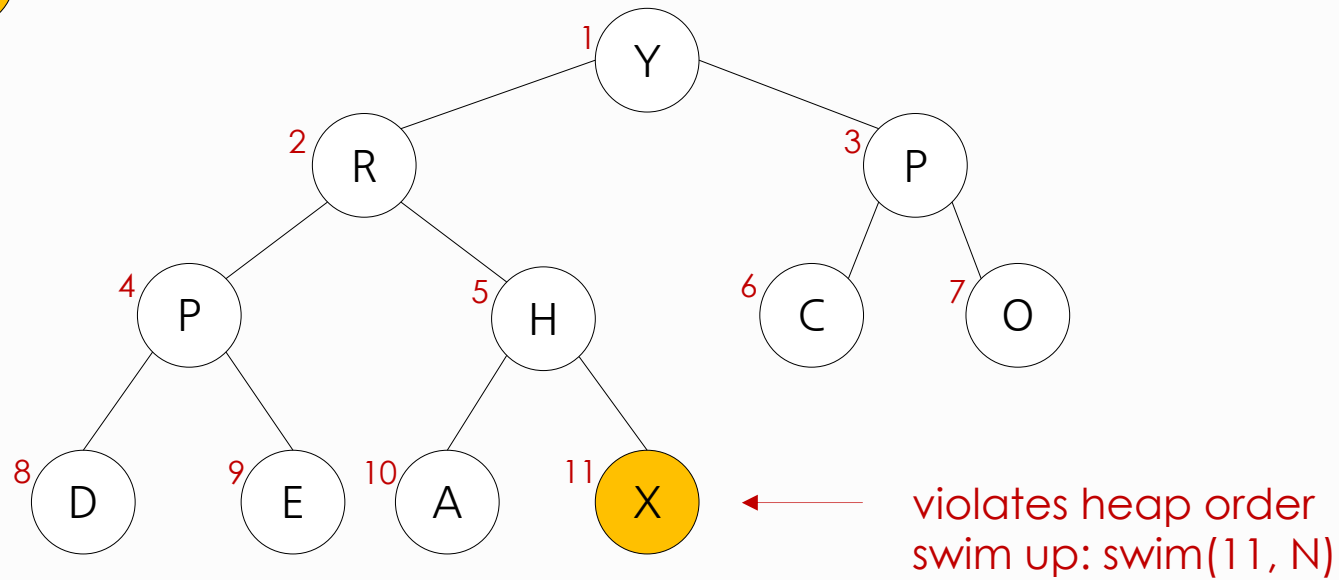 1 Y
2 R 3 P
4 P 5 H 6 C 7 O
8 D 9 E 10 A 11 X
violates heap order
swim up: swim(11, N)